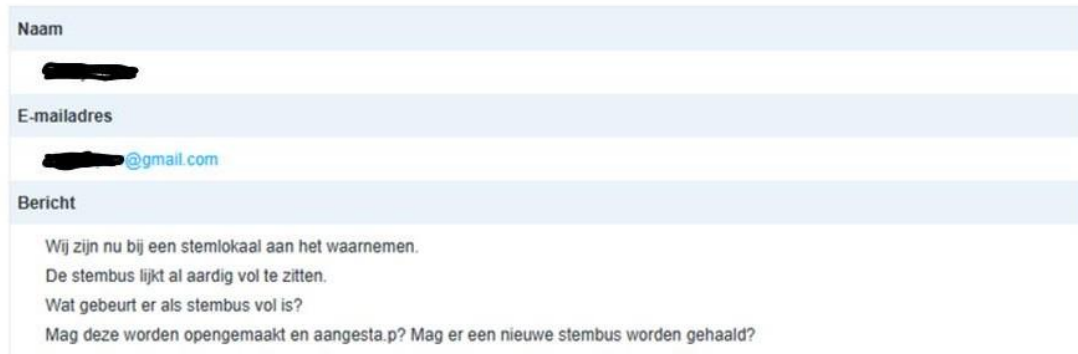 Naam
E-mailadres
@gmail.com
Bericht
Wij zijn nu bij een stemlokaal aan het waarnemen.
De stembus lijkt al aardig vol te zitten.
Wat gebeurt er als stembus vol is?
Mag deze worden opengemaakt en aangesta.p? Mag er een nieuwe stembus worden gehaald?